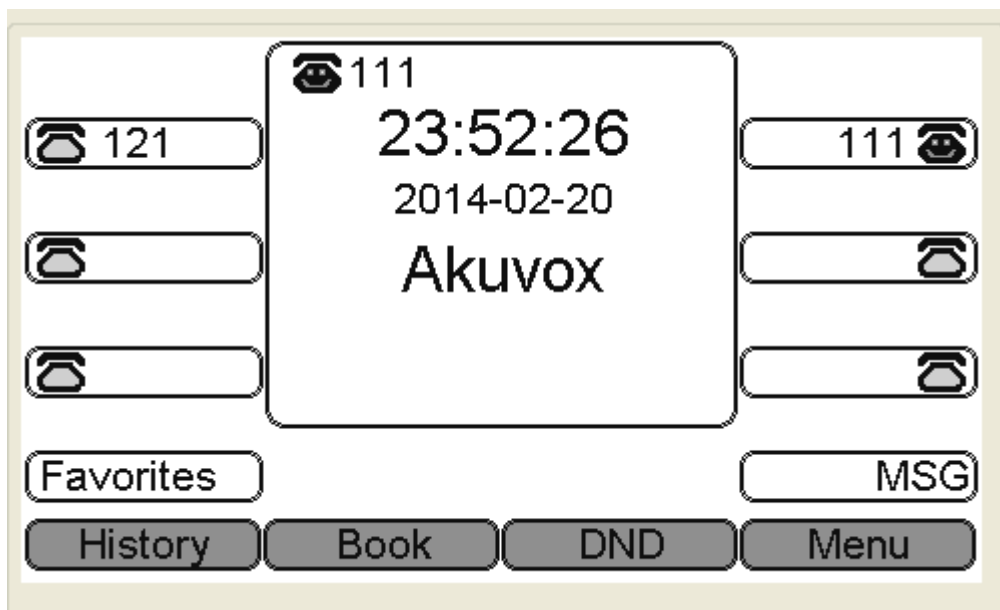 111
23:52:26
121
111
2014-02-20
Akuvox
Favorites
MSG
History
Book
DND
Menu